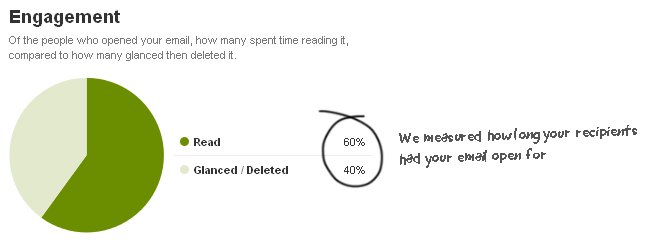 Engagement
Of the people who opened your email, how many spent time reading it,
compared to how many glanced then deleted it.
Read 60%
Glanced / Deleted 40%
We measured how long your recipients
had your email open for